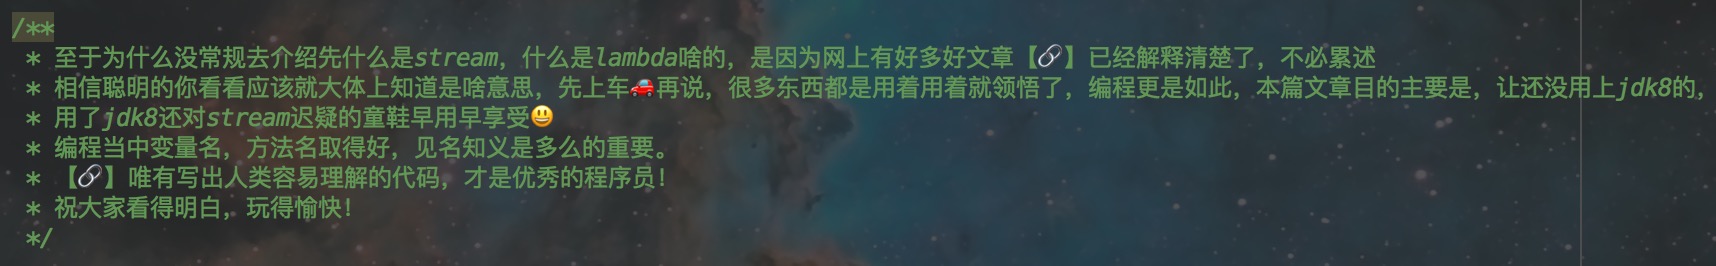 /**
* 至于为什么没常规去介绍先什么是stream，什么是lambda啥的，是因为网上有好多好文章【🔗】已经解释清楚了，不必累述
* 相信聪明的你看看应该就大体上知道是啥意思，先上车🚗再说，很多东西都是用着用着就领悟了，编程更是如此，本篇文章目的主要是，让还没用上jdk8的，
* 用了jdk8还对stream迟疑的童鞋早用早享受😃
* 编程当中变量名，方法名取得好，见名知义是多么的重要。
* 【🔗】唯有写出人类容易理解的代码，才是优秀的程序员！
* 祝大家看得明白，玩得愉快！
*/